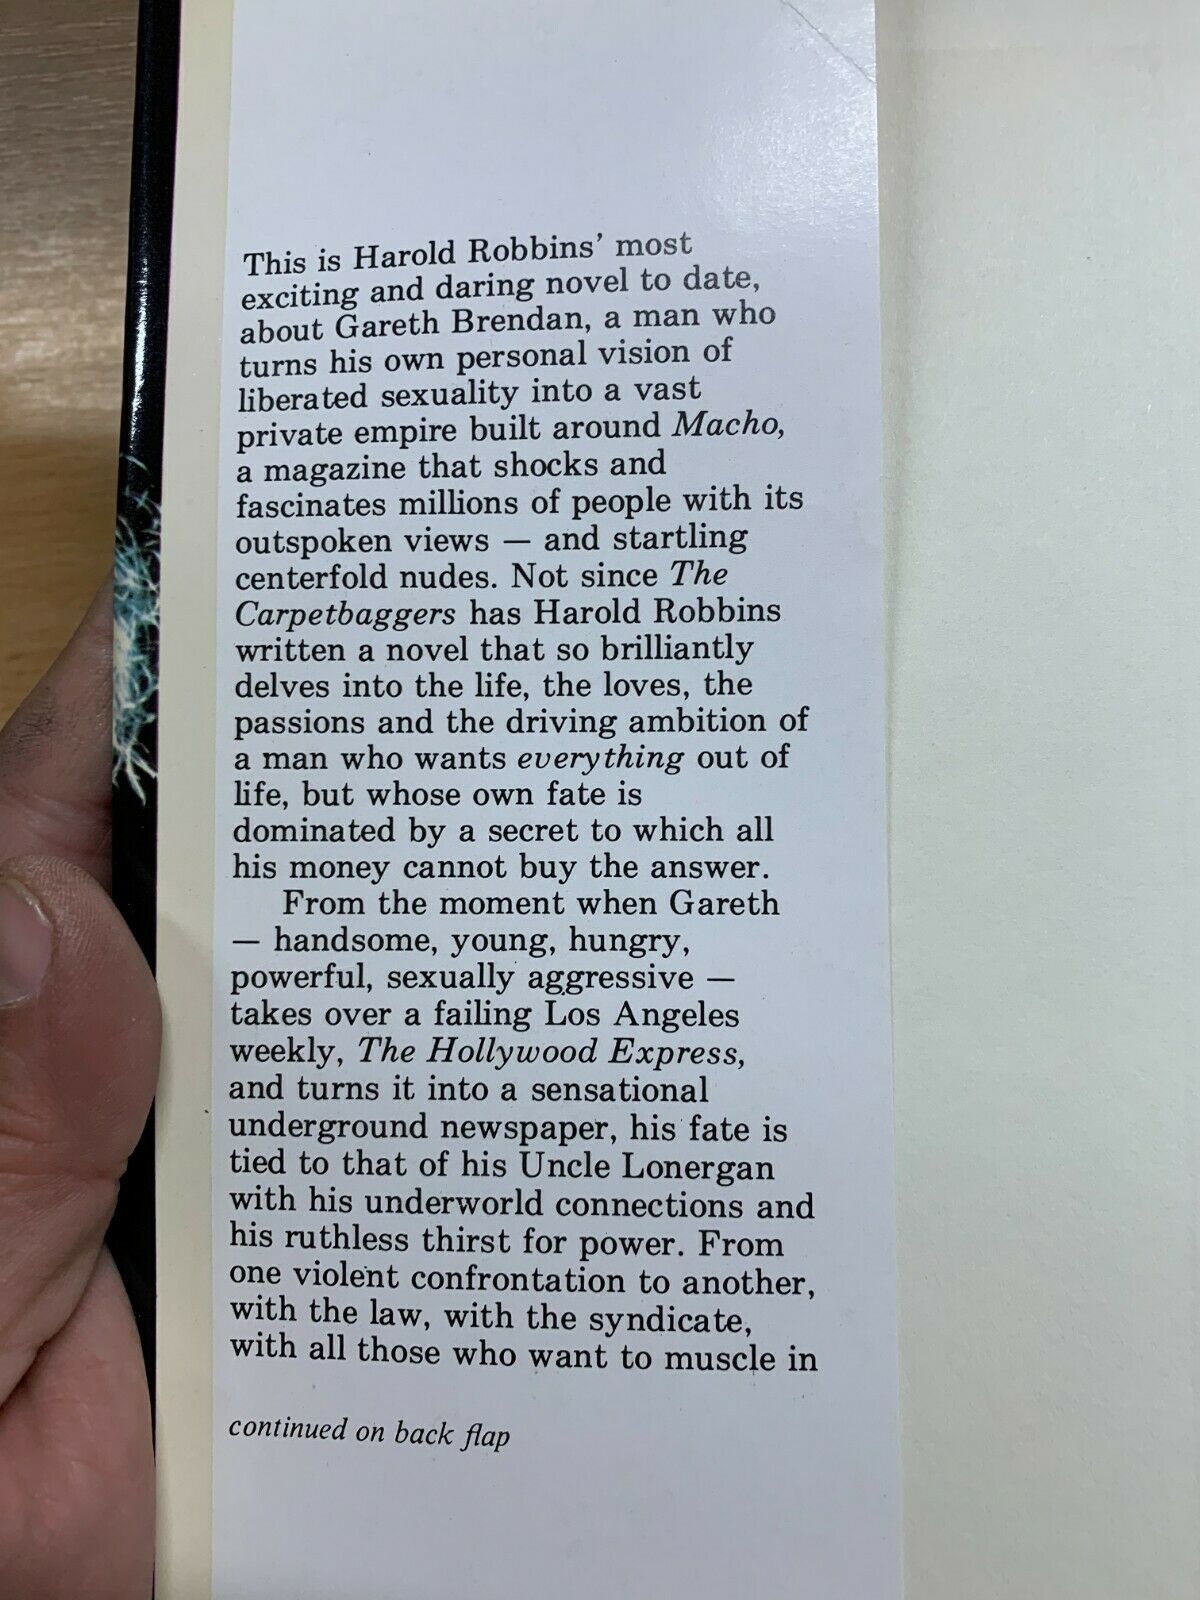 This is Harold Robbins' most
exciting and daring novel to date,
about Gareth Brendan, a man who
turns his own personal vision of
liberated sexuality into a vast
private empire built around Macho,
a magazine that shocks and
fascinates millions of people with its
outspoken views — and startling
centerfold nudes. Not since The
Carpetbaggers has Harold Robbins
written a novel that so brilliantly
delves into the life, the loves, the
passions and the driving ambition of
a man who wants everything out of
life, but whose own fate is
dominated by a secret to which all
his money cannot buy the answer.
From the moment when Gareth
— handsome, young, hungry,
powerful, sexually aggressive —
takes over a failing Los Angeles
weekly, The Hollywood Express,
and turns it into a sensational
underground newspaper, his fate is
tied to that of his Uncle Lonergan
with his underworld connections and
his ruthless thirst for power. From
one violent confrontation to another,
with the law, with the syndicate,
with all those who want to muscle in
continued on back flap